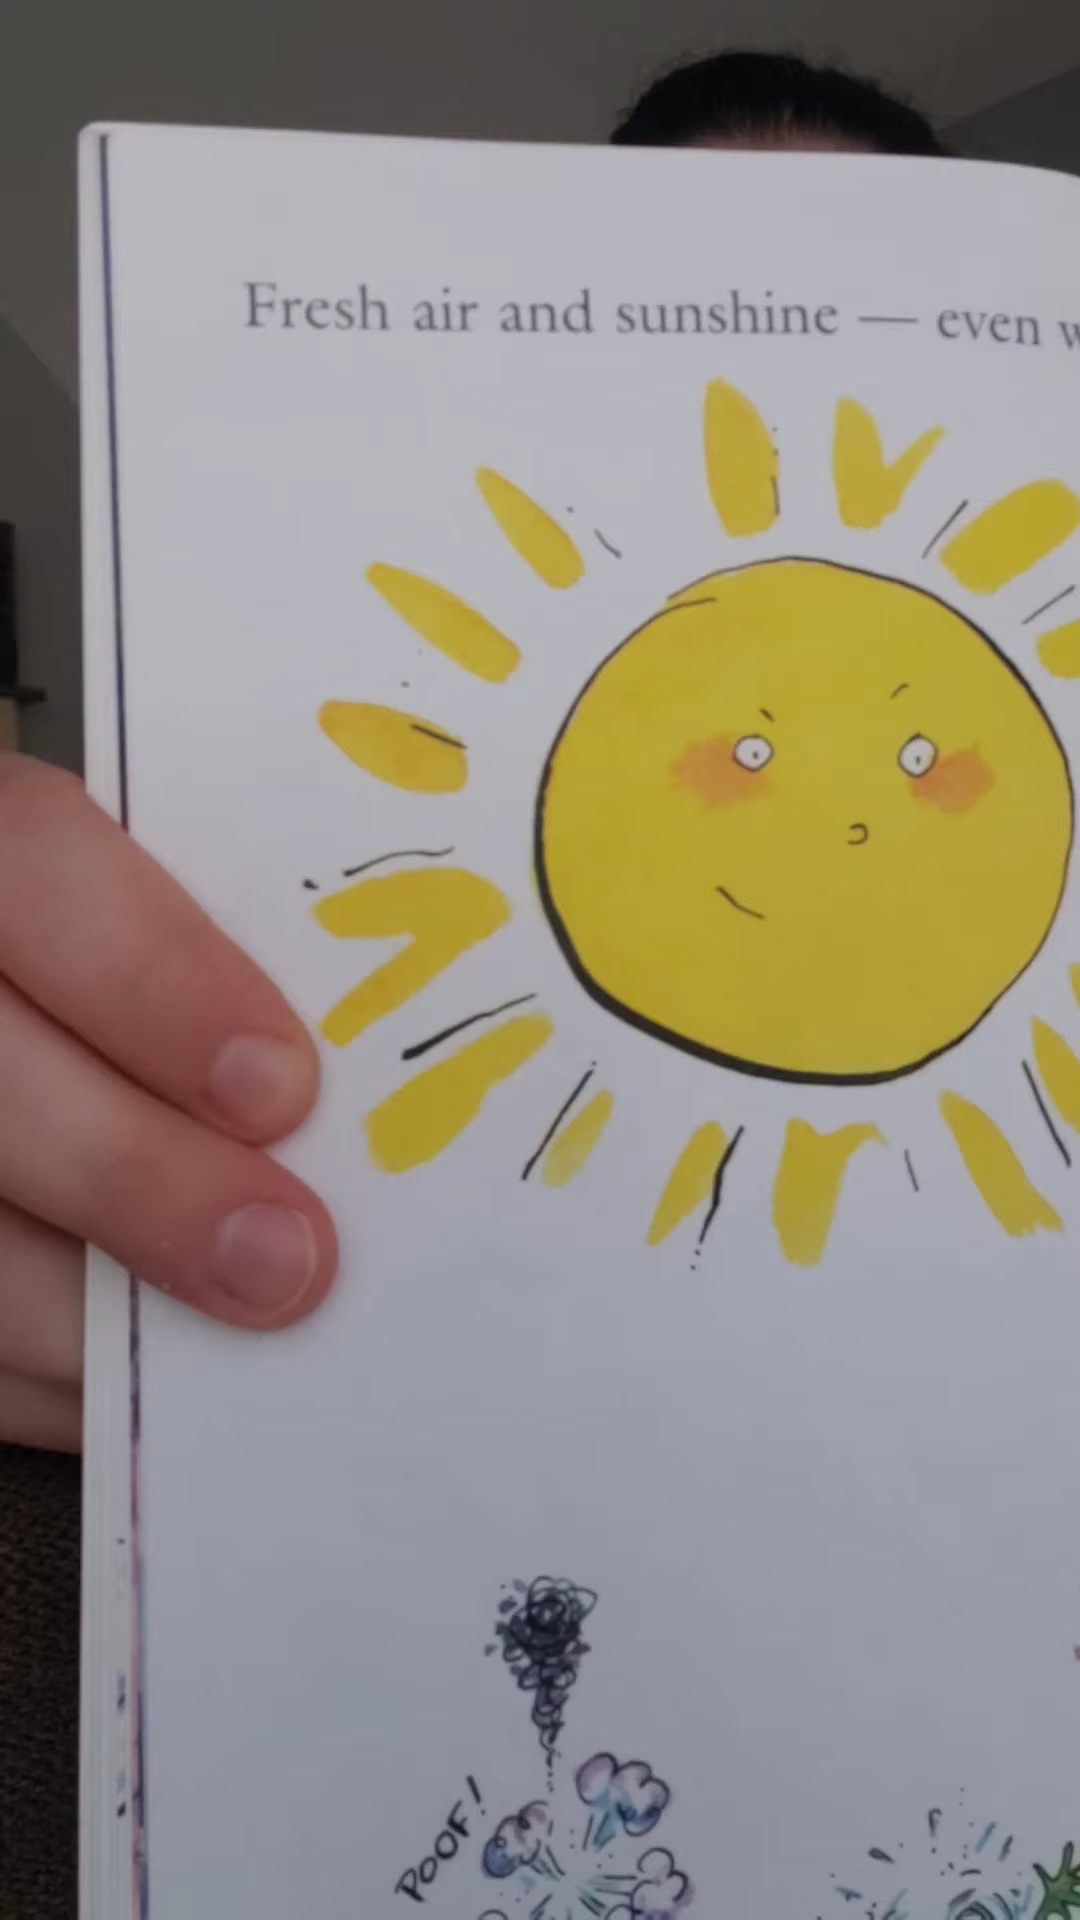 Fresh air and sunshine — even
POOF!